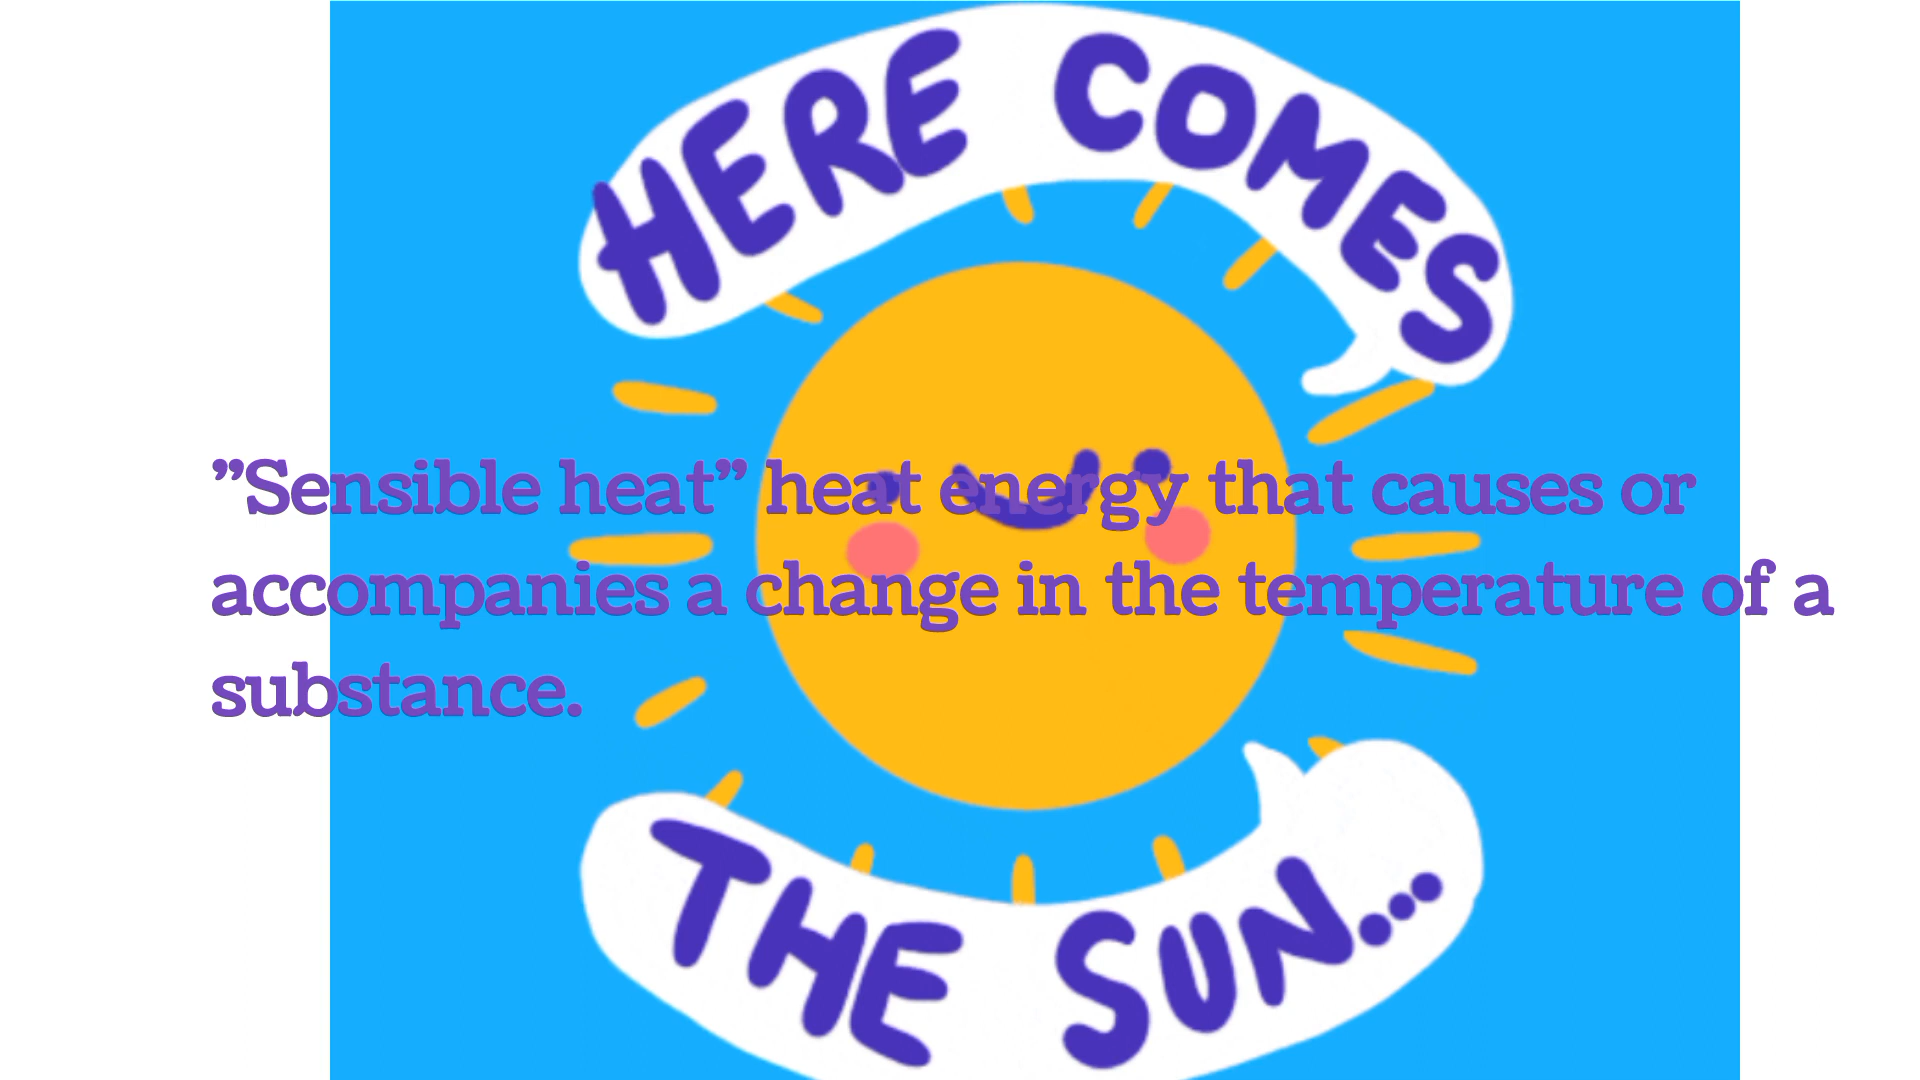 HERE COMES
”Sensible heat” heat energy that causes or
accompanies a change in the temperature of a
substance.
THE SUN...